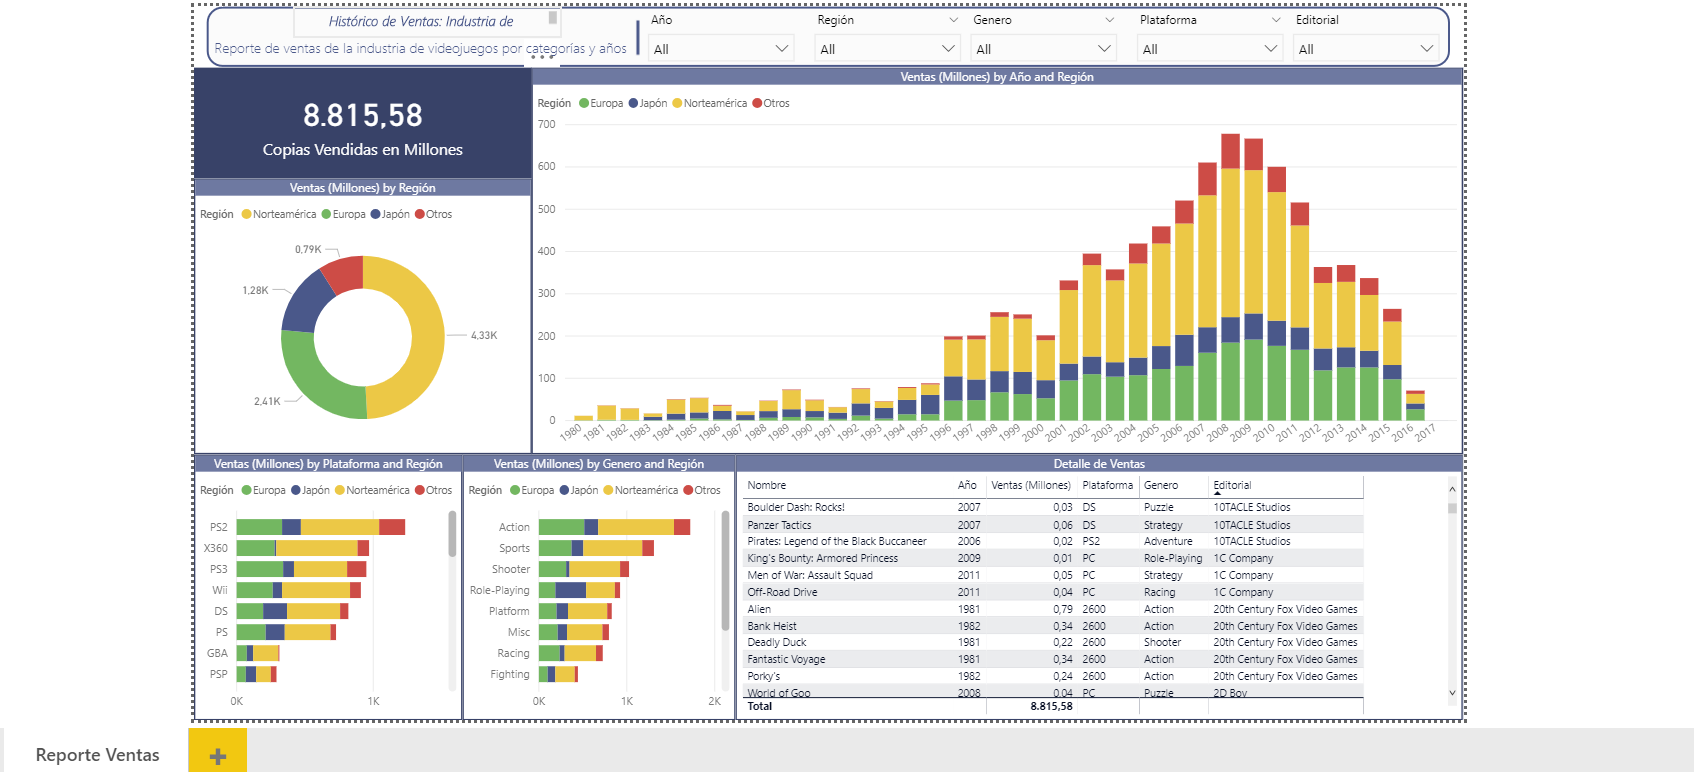 Histórico de Ventas: Industria de
Reporte de ventas de la industria de videojuegos por categorías y años
Año Región Genero Plataforma Editorial
All All All All All
8.815,58
Copias Vendidas en Millones
Ventas (Millones) by Región
Región Norteamérica Europa Japón Otros
0,79K
1,28K
4,33K
2,41K
Ventas (Millones) by Año and Región
Región Europa Japón Norteamérica Otros
700
600
500
400
300
200
100
0
1980 1981 1982 1983 1984 1985 1986 1987 1988 1989 1990 1991 1992 1993 1994 1995 1996 1997 1998 1999 2000 2001 2002 2003 2004 2005 2006 2007 2008 2009 2010 2011 2012 2013 2014 2015 2016 2017
Ventas (Millones) by Plataforma and Región
Región Europa Japón Norteamérica Otros
PS2
X360
PS3
Wii
DS
PS
GBA
PSP
0K 1K
Ventas (Millones) by Genero and Región
Región Europa Japón Norteamérica Otros
Action
Sports
Shooter
Role-Playing
Platform
Misc
Racing
Fighting
0K 1K 2K
Detalle de Ventas
Nombre Año Ventas (Millones) Plataforma Genero Editorial
Boulder Dash: Rocks! 2007 0,03 DS Puzzle 10TACLE Studios
Panzer Tactics 2007 0,06 DS Strategy 10TACLE Studios
Pirates: Legend of the Black Buccaneer 2006 0,02 PS2 Adventure 10TACLE Studios
King's Bounty: Armored Princess 2009 0,01 PC Role-Playing 1C Company
Men of War: Assault Squad 2011 0,05 PC Strategy 1C Company
Off-Road Drive 2011 0,04 PC Racing 1C Company
Alien 1981 0,79 2600 Action 20th Century Fox Video Games
Bank Heist 1982 0,34 2600 Action 20th Century Fox Video Games
Deadly Duck 1981 0,22 2600 Shooter 20th Century Fox Video Games
Fantastic Voyage 1981 0,34 2600 Action 20th Century Fox Video Games
Porky's 1982 0,24 2600 Action 20th Century Fox Video Games
World of Goo 2008 0,04 PC Puzzle 2D Boy
Total 8.815,58
Reporte Ventas